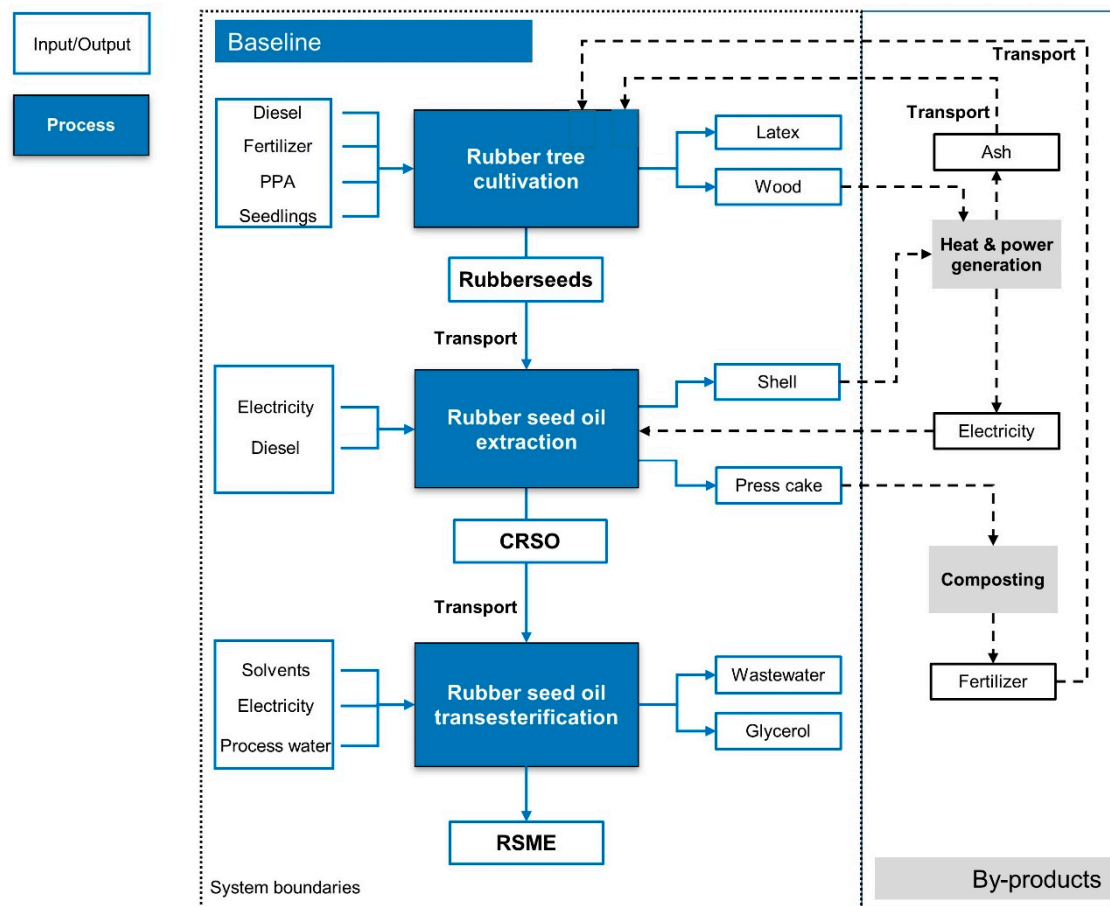 Input/Output
Process
Baseline
Diesel
Fertilizer
PPA
Seedlings
Rubber tree
cultivation
Latex
Wood
Transport
Transport
Ash
Heat & power
generation
Rubberseeds
Transport
Electricity
Diesel
Rubber seed oil
extraction
Shell
Press cake
Electricity
CRSO
Transport
Composting
Solvents
Electricity
Process water
Rubber seed oil
transesterification
Wastewater
Glycerol
Fertilizer
RSME
System boundaries
By-products